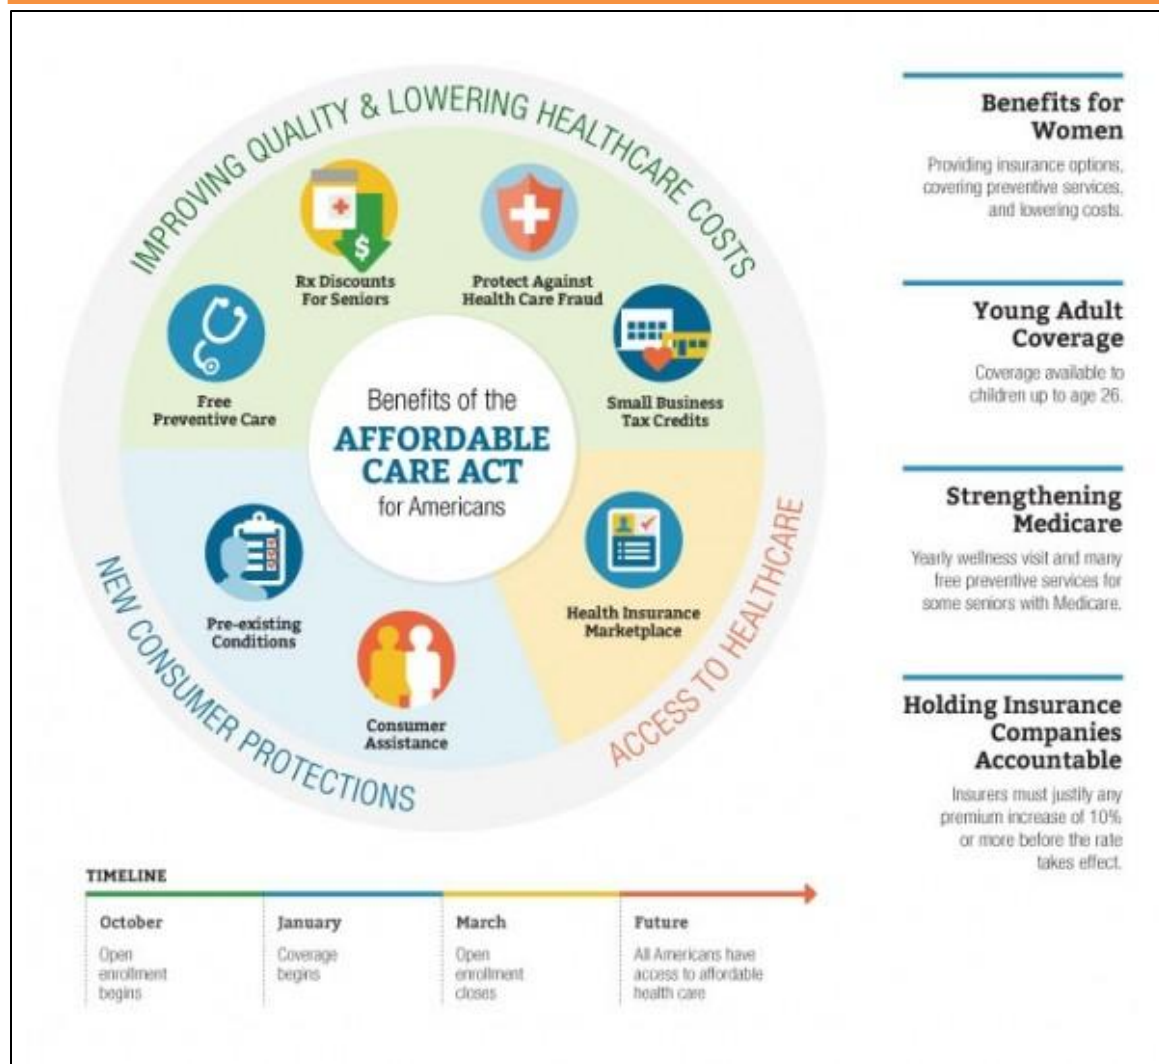 IMPROVING QUALITY & LOWERING HEALTHCARE COSTS
Rx Discounts
For Seniors
Protect Against
Health Care Fraud
Free
Preventive Care
Small Business
Tax Credits
Benefits of the
AFFORDABLE
CARE ACT
for Americans
Pre-existing
Conditions
Consumer
Assistance
Health Insurance
Marketplace
NEW CONSUMER PROTECTIONS
ACCESS TO HEALTHCARE
Benefits for
Women
Providing insurance options,
covering preventive services,
and lowering costs.
Young Adult
Coverage
Coverage available to
children up to age 26.
Strengthening
Medicare
Yearly wellness visit and many
free preventive services for
some seniors with Medicare.
Holding Insurance
Companies
Accountable
Insurers must justify any
premium increase of 10%
or more before the rate
takes effect.
TIMELINE
October
Open
enrollment
begins
January
Coverage
begins
March
Open
enrollment
closes
Future
All Americans have
access to affordable
health care
$